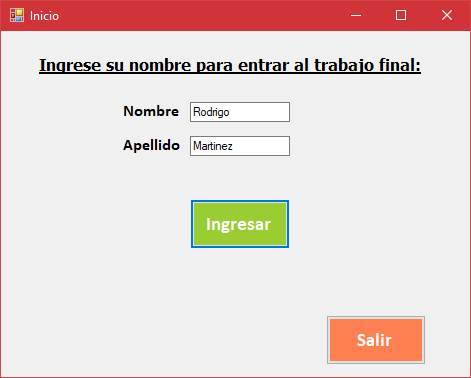 Inicio
Ingrese su nombre para entrar al trabajo final:
Nombre Rodrigo
Apellido Martinez
Ingresar
Salir